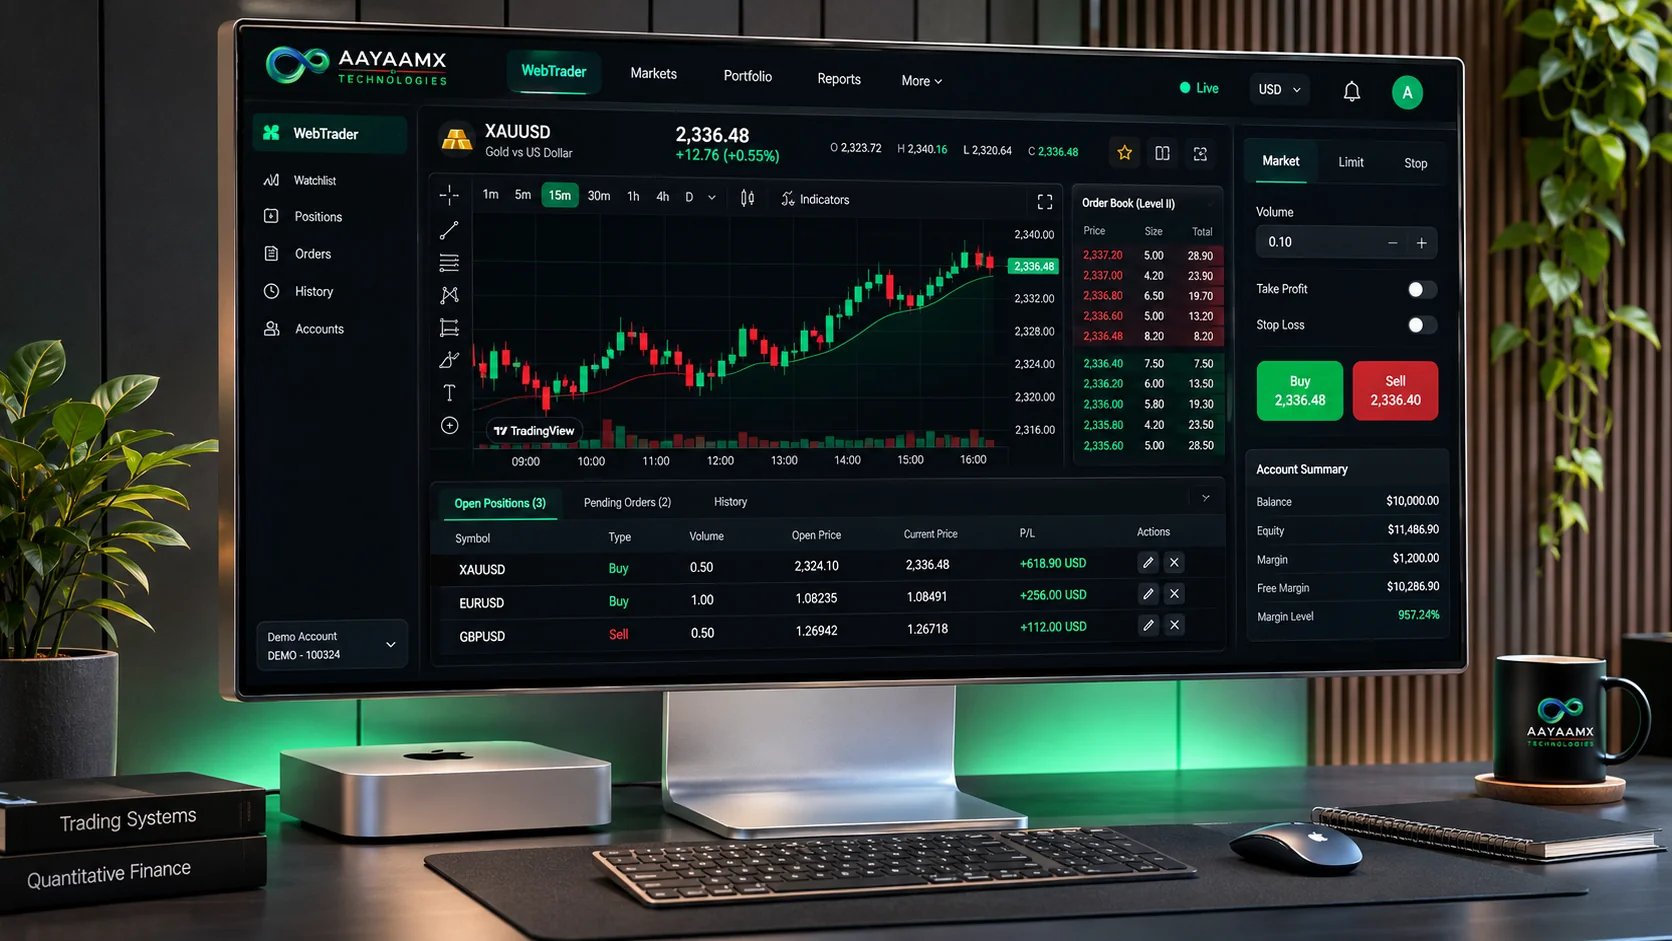 AAYAAMX
TECHNOLOGIES
WebTrader
Markets
Portfolio
Reports
More
Live
USD
A
WebTrader
Watchlist
Positions
Orders
History
Accounts
Demo Account
DEMO - 100324
XAUUSD
Gold vs US Dollar
2,336.48
+12.76 (+0.55%)
O 2,323.72 H 2,340.16 L 2,320.64 C 2,336.48
1m 5m 15m 30m 1h 4h D Indicators
2,340.00
2,336.48
2,332.00
2,328.00
2,324.00
2,320.00
2,316.00
TradingView
09:00 10:00 11:00 12:00 13:00 14:00 15:00 16:00
Order Book (Level II)
Price Size Total
2,337.20 5.00 28.90
2,337.00 4.20 23.90
2,336.80 6.50 19.70
2,336.60 5.00 13.20
2,336.48 8.20 8.20
2,336.40 7.50 7.50
2,336.20 6.00 13.50
2,336.00 5.80 19.30
2,335.80 4.20 23.50
2,335.60 5.00 28.50
Market Limit Stop
Volume
0.10 − +
Take Profit
Stop Loss
Buy
2,336.48
Sell
2,336.40
Account Summary
Balance $10,000.00
Equity $11,486.90
Margin $1,200.00
Free Margin $10,286.90
Margin Level 957.24%
Open Positions (3) Pending Orders (2) History
Symbol Type Volume Open Price Current Price P/L Actions
XAUUSD Buy 0.50 2,324.10 2,336.48 +618.90 USD
EURUSD Buy 1.00 1.08235 1.08491 +256.00 USD
GBPUSD Sell 0.50 1.26942 1.26718 +112.00 USD
Trading Systems
Quantitative Finance
AAYAAMX
TECHNOLOGIES